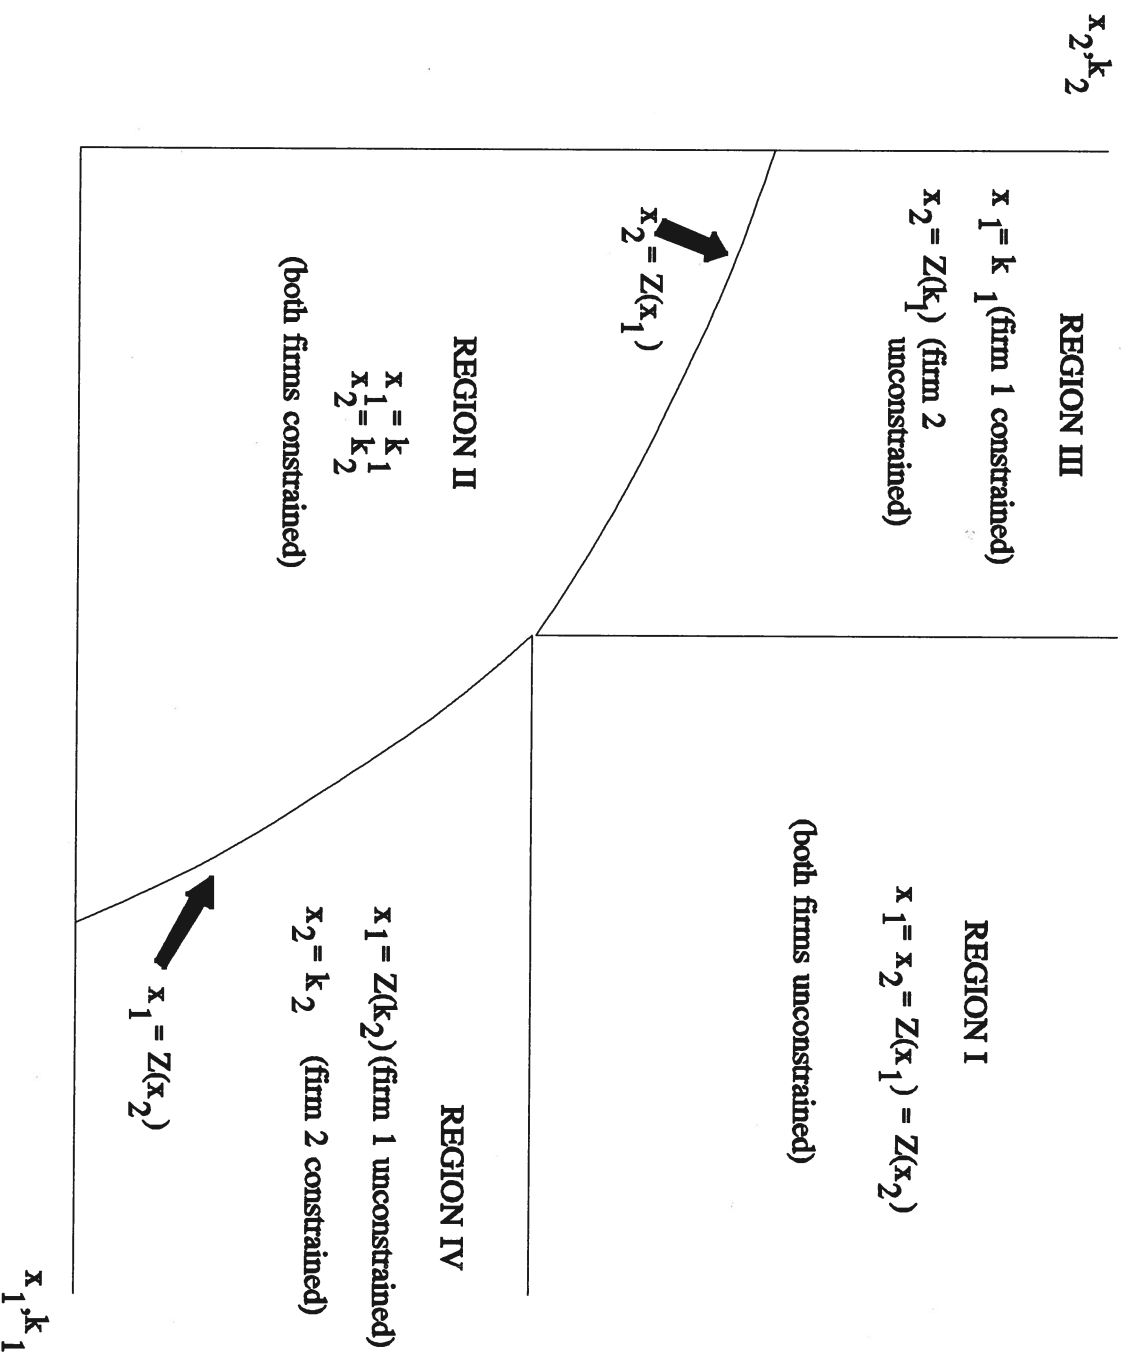 x₂,k₂
REGION III
x₁= k₁(firm 1 constrained)
x₂= Z(k₁) (firm 2
unconstrained)
x₂= Z(x₁)
REGION I
x₁= x₂= Z(x₁) = Z(x₂)
(both firms unconstrained)
REGION II
x₁= k₁
x₂= k₂
(both firms constrained)
REGION IV
x₁= Z(k₂)(firm 1 unconstrained)
x₂= k₂ (firm 2 constrained)
x₁= Z(x₂)
x₁,k₁